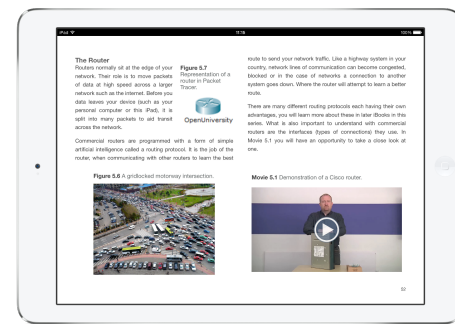 iPad
11:16
100%
The Router
Routers normally sit at the edge of your
network. Their role is to move packets
of data at high speed across a larger
network such as the internet. Before you
data leaves your device (such as your
personal computer or this iPad), it is
split into many packets to aid transit
across the network.
Figure 5.7
Representation of a
router in Packet
Tracer.
OpenUniversity
Commercial routers are programmed with a form of simple
artificial intelligence called a routing protocol. It is the job of the
router, when communicating with other routers to learn the best
Figure 5.6 A gridlocked motorway intersection.
route to send your network traffic. Like a highway system in your
country, network lines of communication can become congested,
blocked or in the case of networks a connection to another
system goes down. Where the router will attempt to learn a better
route.
There are many different routing protocols each having their own
advantages, you will learn more about these in later iBooks in this
series. What is also important to understand with commercial
routers are the interfaces (types of connections) they use. In
Movie 5.1 you will have an opportunity to take a close look at
one.
Movie 5.1 Demonstration of a Cisco router.
52